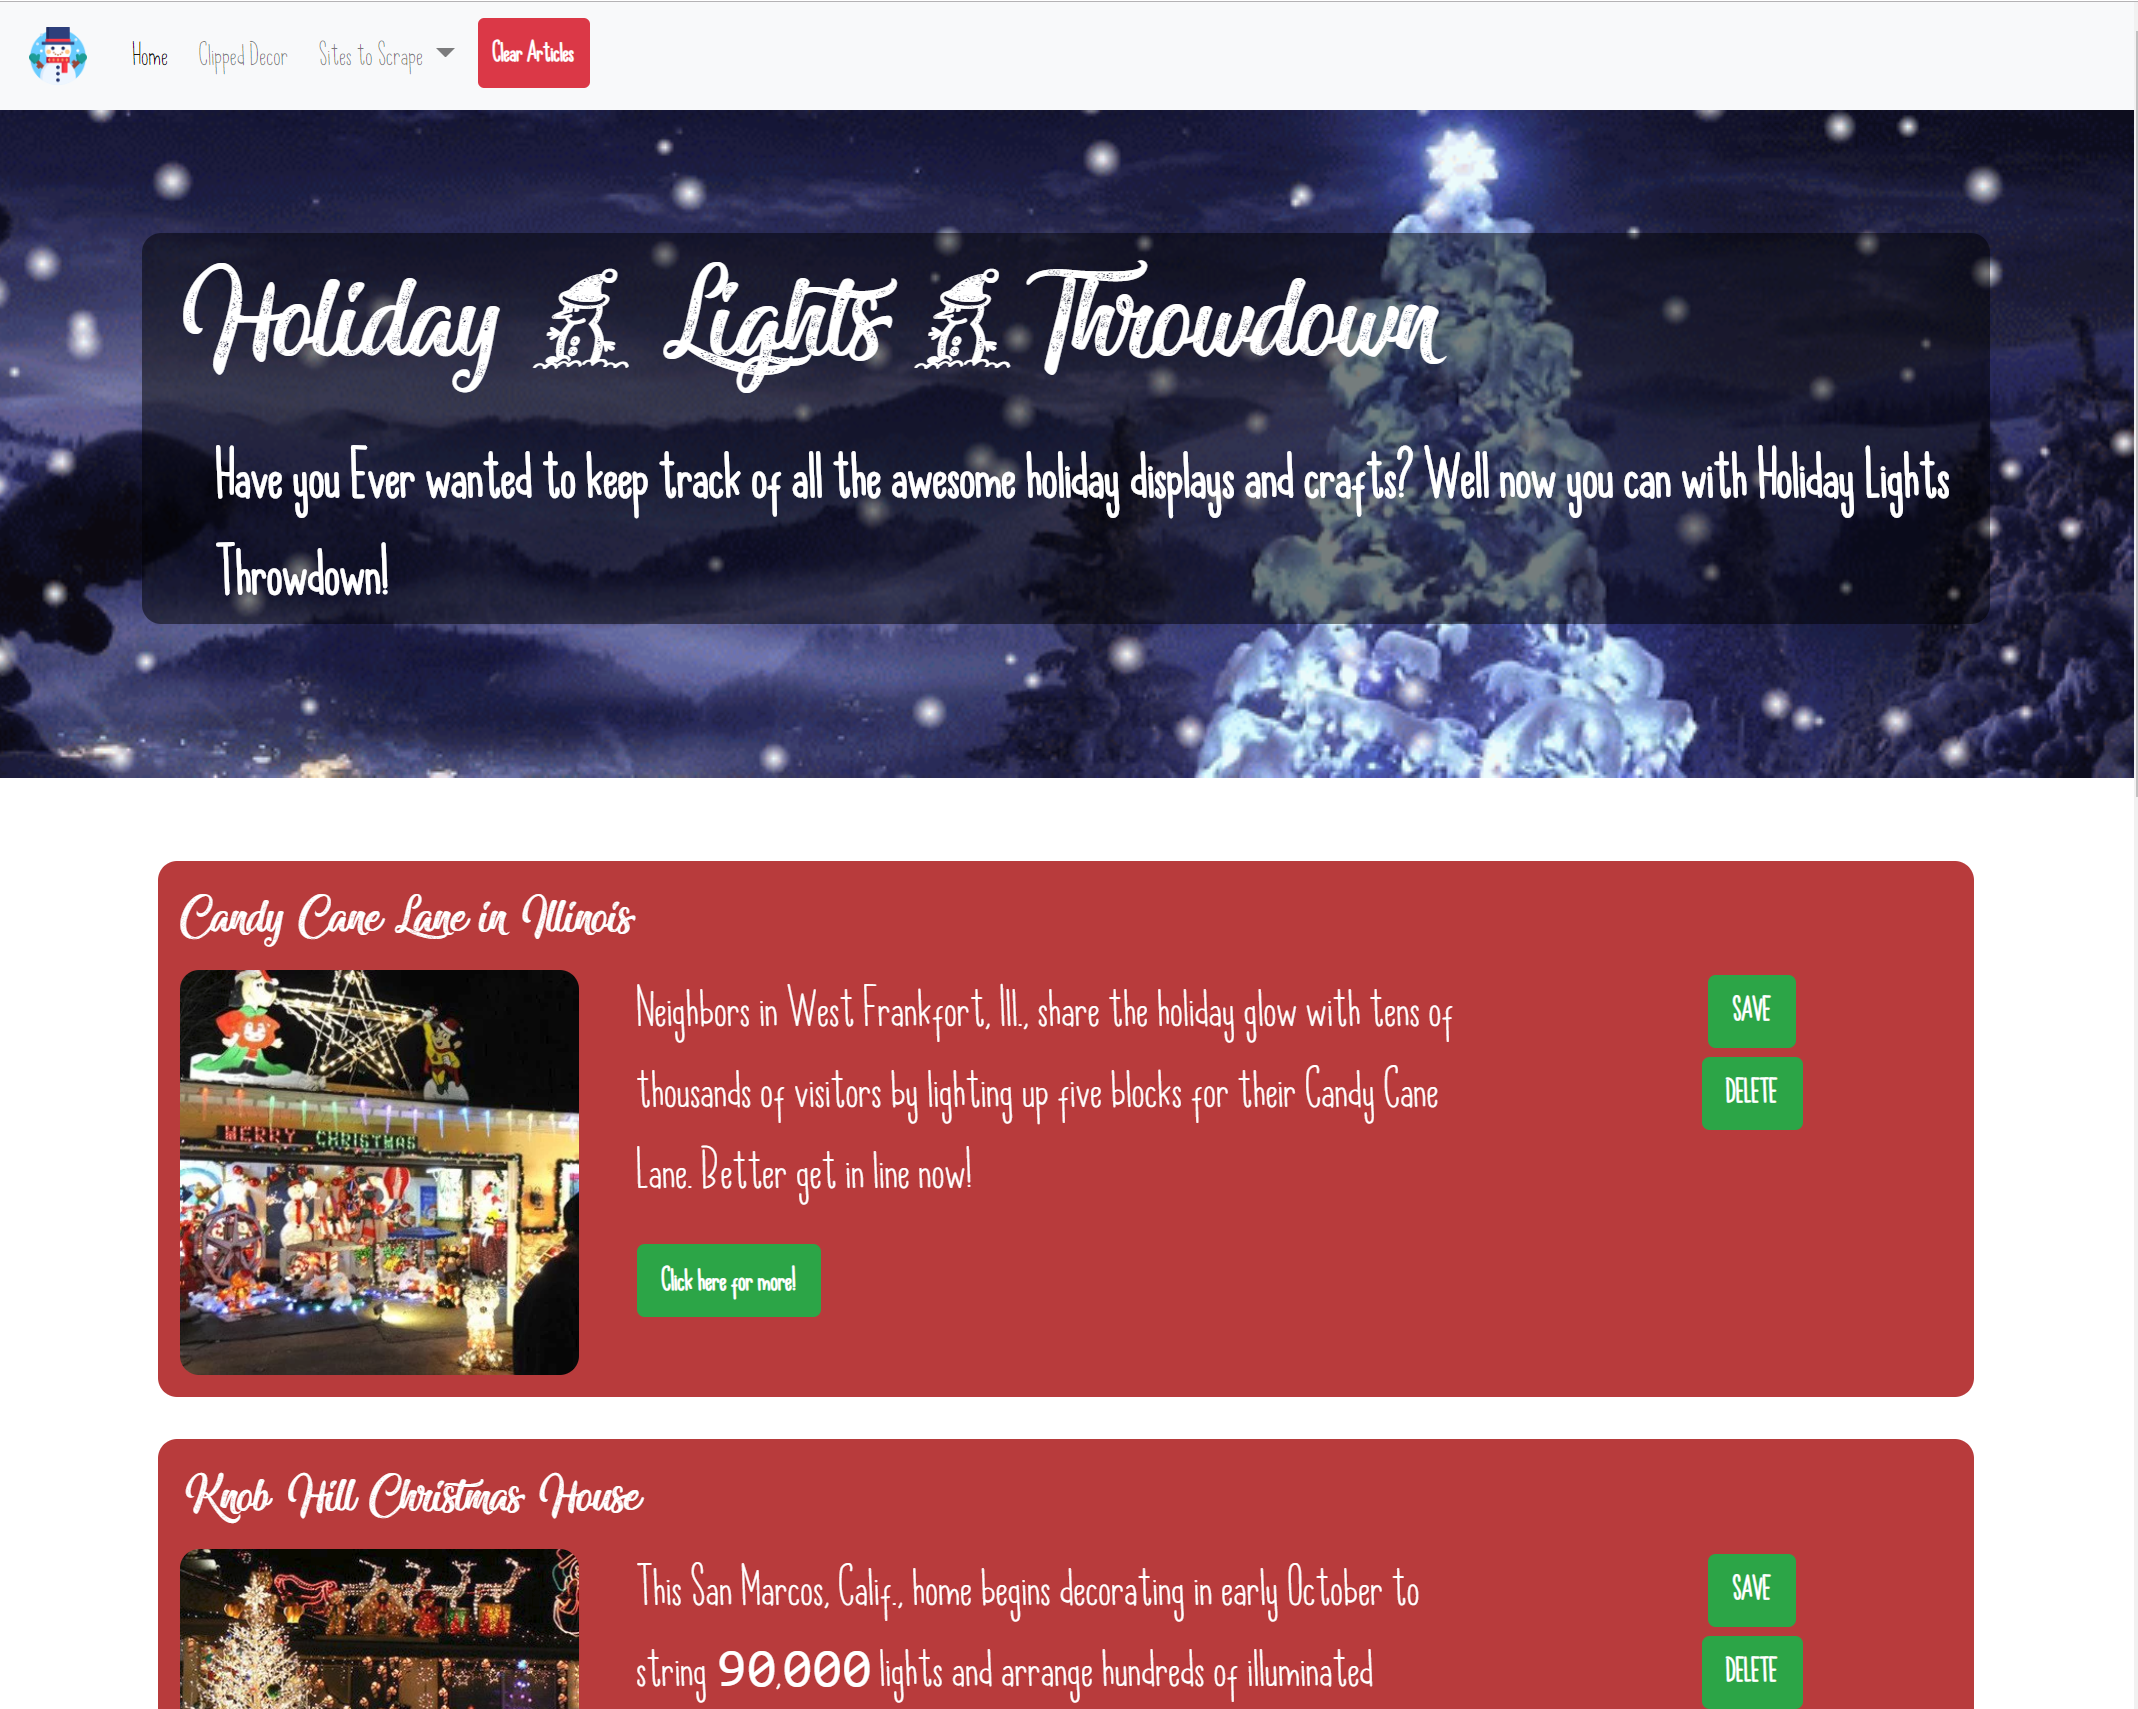 Home Clipped Decor Sites to Scrape Clear Articles
Holiday Lights Throwdown
Have you Ever wanted to keep track of all the awesome holiday displays and crafts? Well now you can with Holiday Lights
Throwdown!
Candy Cane Lane in Illinois
MERRY CHRISTMAS
Neighbors in West Frankfort, Ill., share the holiday glow with tens of
thousands of visitors by lighting up five blocks for their Candy Cane
Lane. Better get in line now!
Click here for more!
SAVE
DELETE
Knob Hill Christmas House
This San Marcos, Calif., home begins decorating in early October to
string 90,000 lights and arrange hundreds of illuminated
SAVE
DELETE